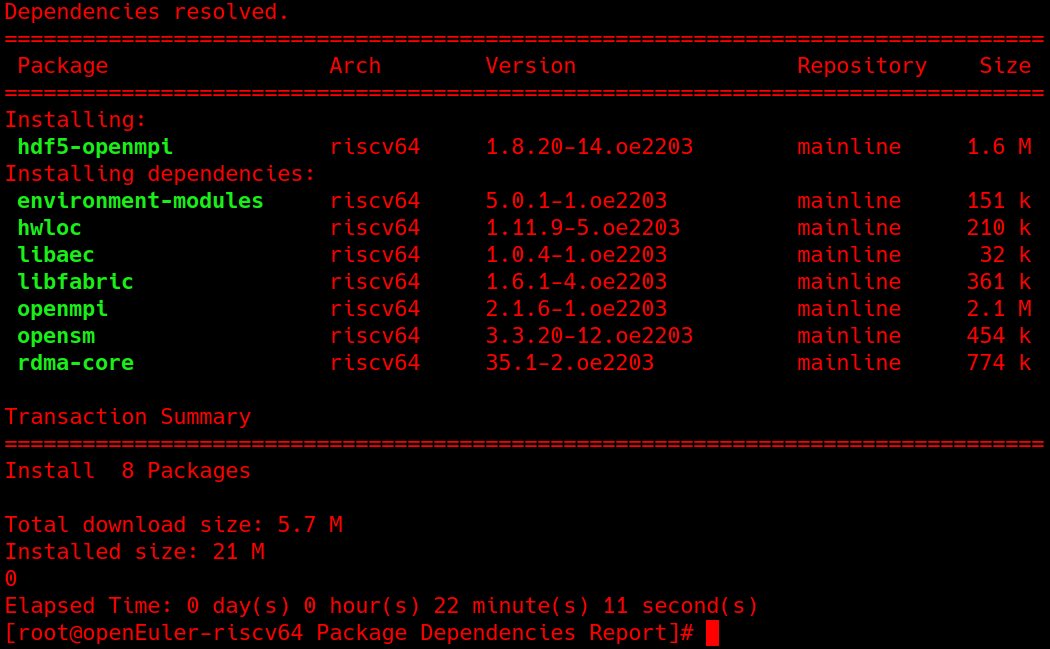 Dependencies resolved.
================================================================================
 Package                 Arch        Version                 Repository    Size
================================================================================
Installing:
 hdf5-openmpi            riscv64     1.8.20-14.oe2203        mainline     1.6 M
Installing dependencies:
 environment-modules     riscv64     5.0.1-1.oe2203          mainline     151 k
 hwloc                   riscv64     1.11.9-5.oe2203         mainline     210 k
 libaec                  riscv64     1.0.4-1.oe2203          mainline      32 k
 libfabric               riscv64     1.6.1-4.oe2203          mainline     361 k
 openmpi                 riscv64     2.1.6-1.oe2203          mainline     2.1 M
 opensm                  riscv64     3.3.20-12.oe2203        mainline     454 k
 rdma-core               riscv64     35.1-2.oe2203           mainline     774 k

Transaction Summary
================================================================================
Install  8 Packages

Total download size: 5.7 M
Installed size: 21 M
0
Elapsed Time: 0 day(s) 0 hour(s) 22 minute(s) 11 second(s)
[root@openEuler-riscv64 Package Dependencies Report]#